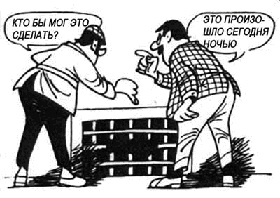 КТО БЫ МОГ ЭТО
СДЕЛАТЬ?
ЭТО ПРОИЗО-
ШЛО СЕГОДНЯ
НОЧЬЮ